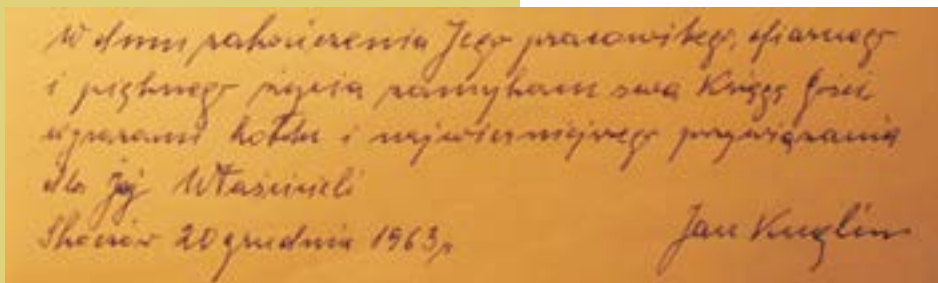 W dniu zakończenia Jego pracowitego, ofiarnego
i pięknego życia zamykam swą Księgę Gości
wyrazami hołdu i najwierniejszego przywiązania
dla Jej Właścicieli
Skoczów 20 grudnia 1963 r.
Jan Kuglin